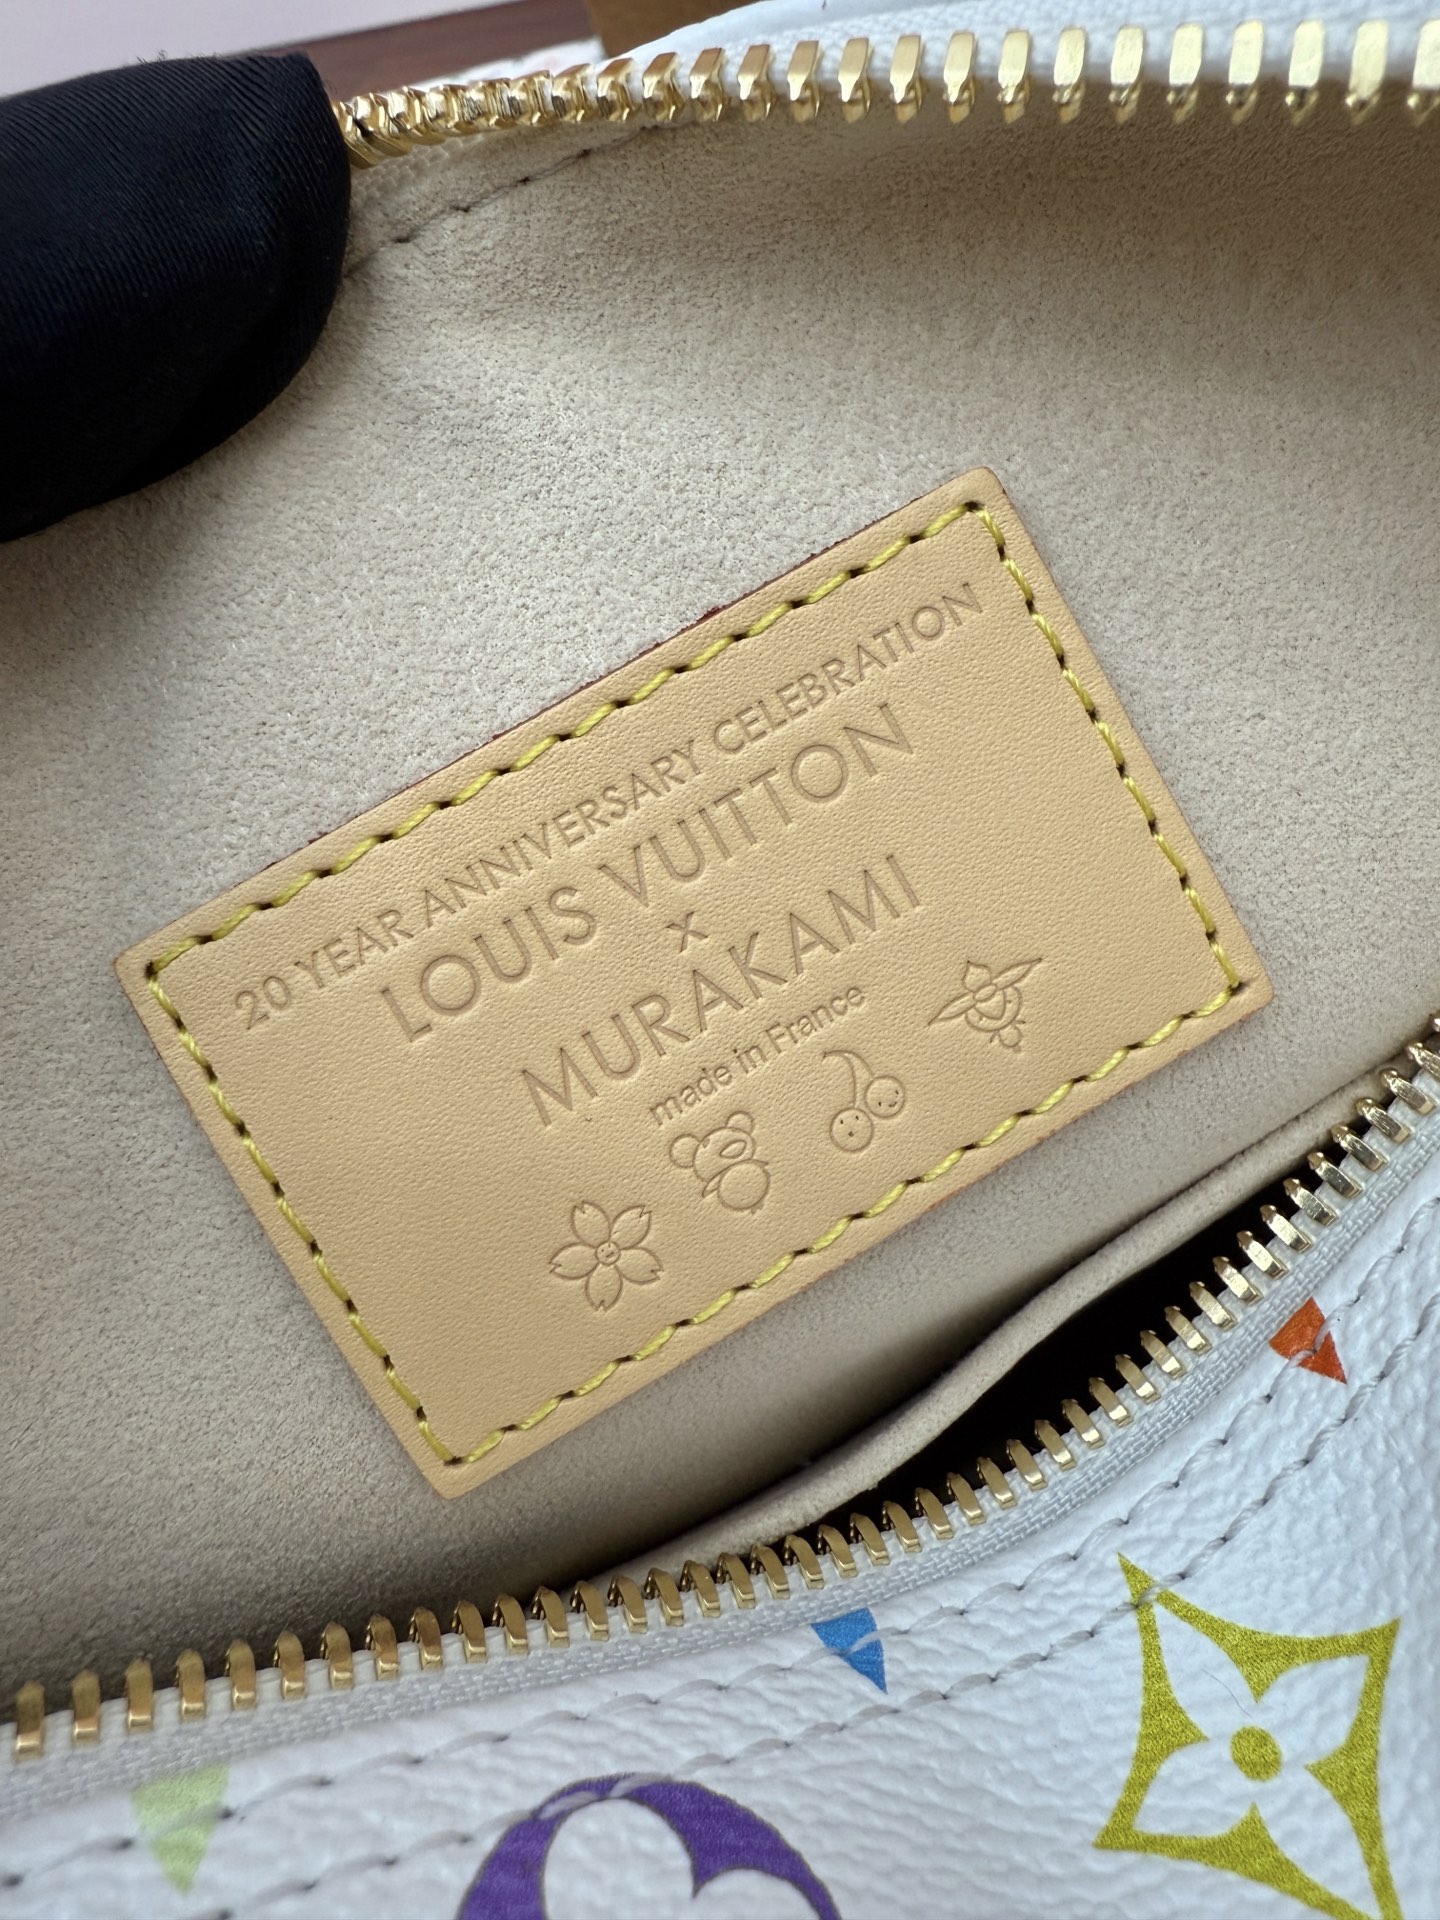 20 YEAR ANNIVERSARY CELEBRATION
LOUIS VUITTON
x
MURAKAMI
made in France